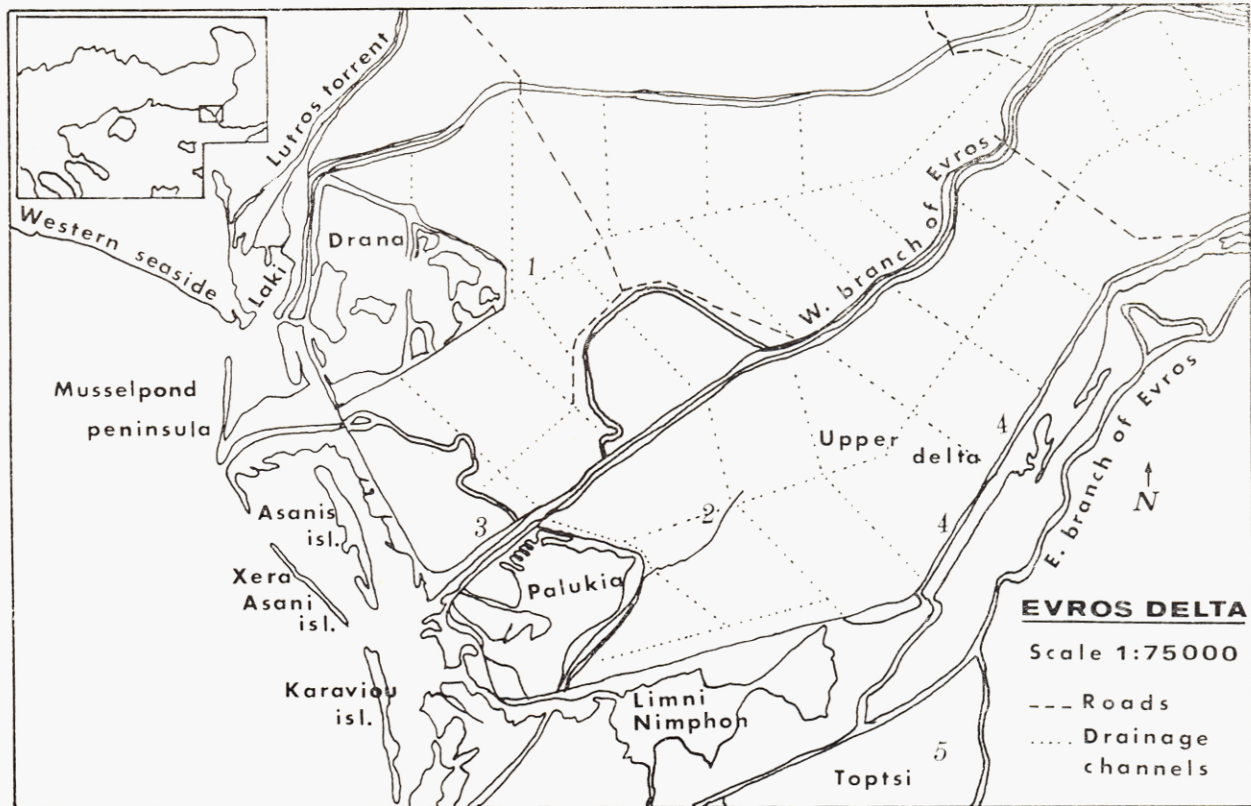 Lutros torrent
Western seaside
Laki
Drana
1
W. branch of Evros
Musselpond
peninsula
Upper
delta
4
4
E. branch of Evros
N
Asanis
isl.
3
2
Xera
Asani
isl.
Palukia
EVROS DELTA
Scale 1:75000
Roads
Drainage
channels
Karaviou
isl.
Limni
Nimphon
Toptsi
5